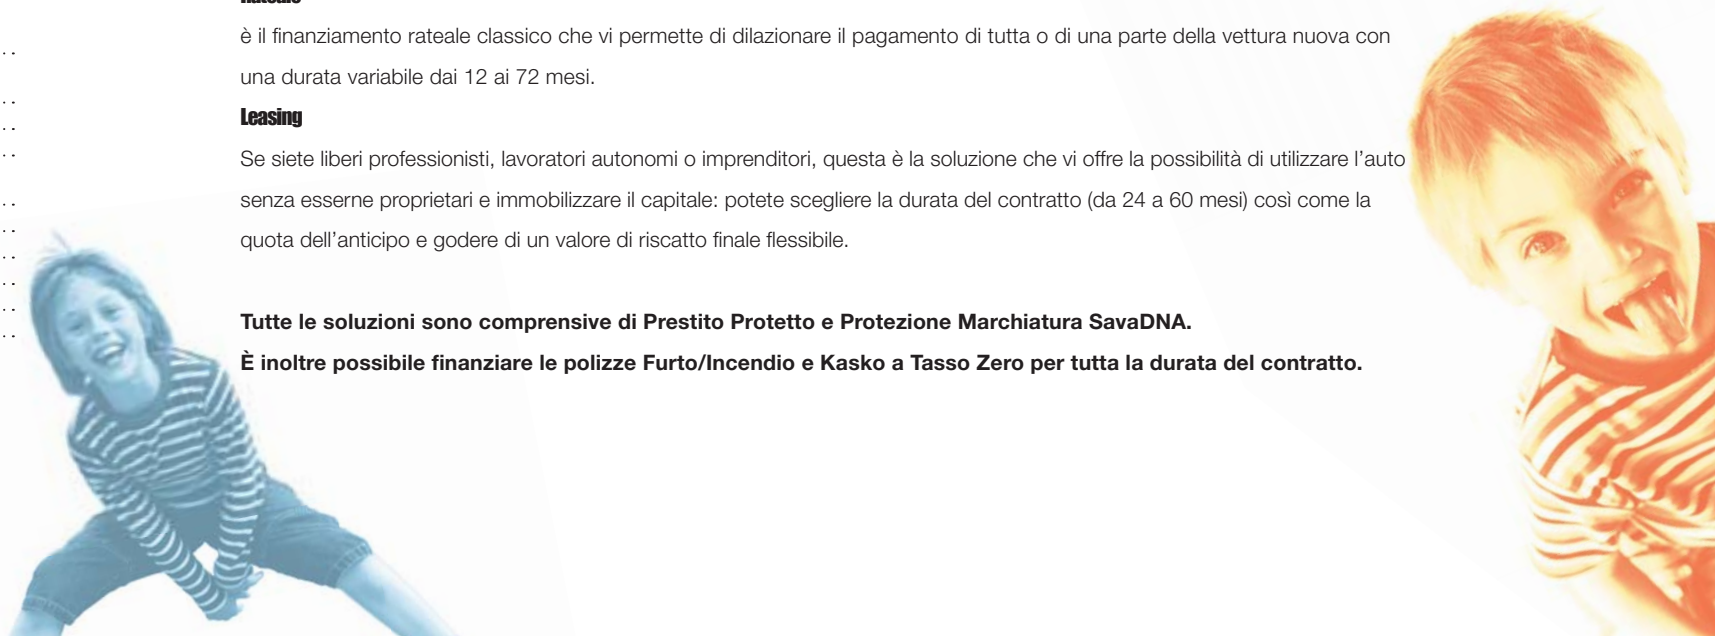 è il finanziamento rateale classico che vi permette di dilazionare il pagamento di tutta o di una parte della vettura nuova con
una durata variabile dai 12 ai 72 mesi.
Leasing
Se siete liberi professionisti, lavoratori autonomi o imprenditori, questa è la soluzione che vi offre la possibilità di utilizzare l’auto
senza esserne proprietari e immobilizzare il capitale: potete scegliere la durata del contratto (da 24 a 60 mesi) così come la
quota dell’anticipo e godere di un valore di riscatto finale flessibile.
Tutte le soluzioni sono comprensive di Prestito Protetto e Protezione Marchiatura SavaDNA.
È inoltre possibile finanziare le polizze Furto/Incendio e Kasko a Tasso Zero per tutta la durata del contratto.